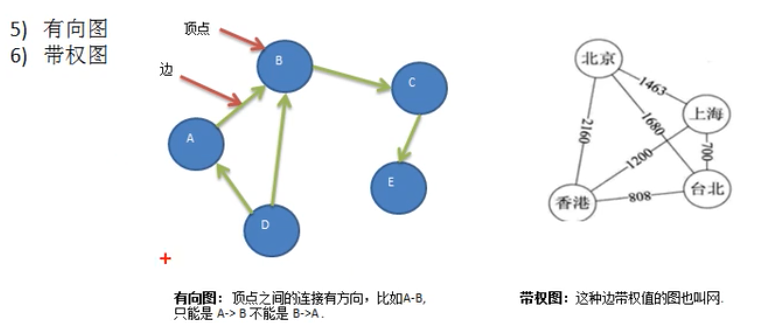 5) 有向图
6) 带权图
顶点
边
B
C
A
E
D
北京
1463
上海
2160
1680
1200
700
香港
808
台北
有向图：顶点之间的连接有方向，比如A-B,
只能是 A-> B 不能是 B->A .
带权图：这种边带权值的图也叫网.